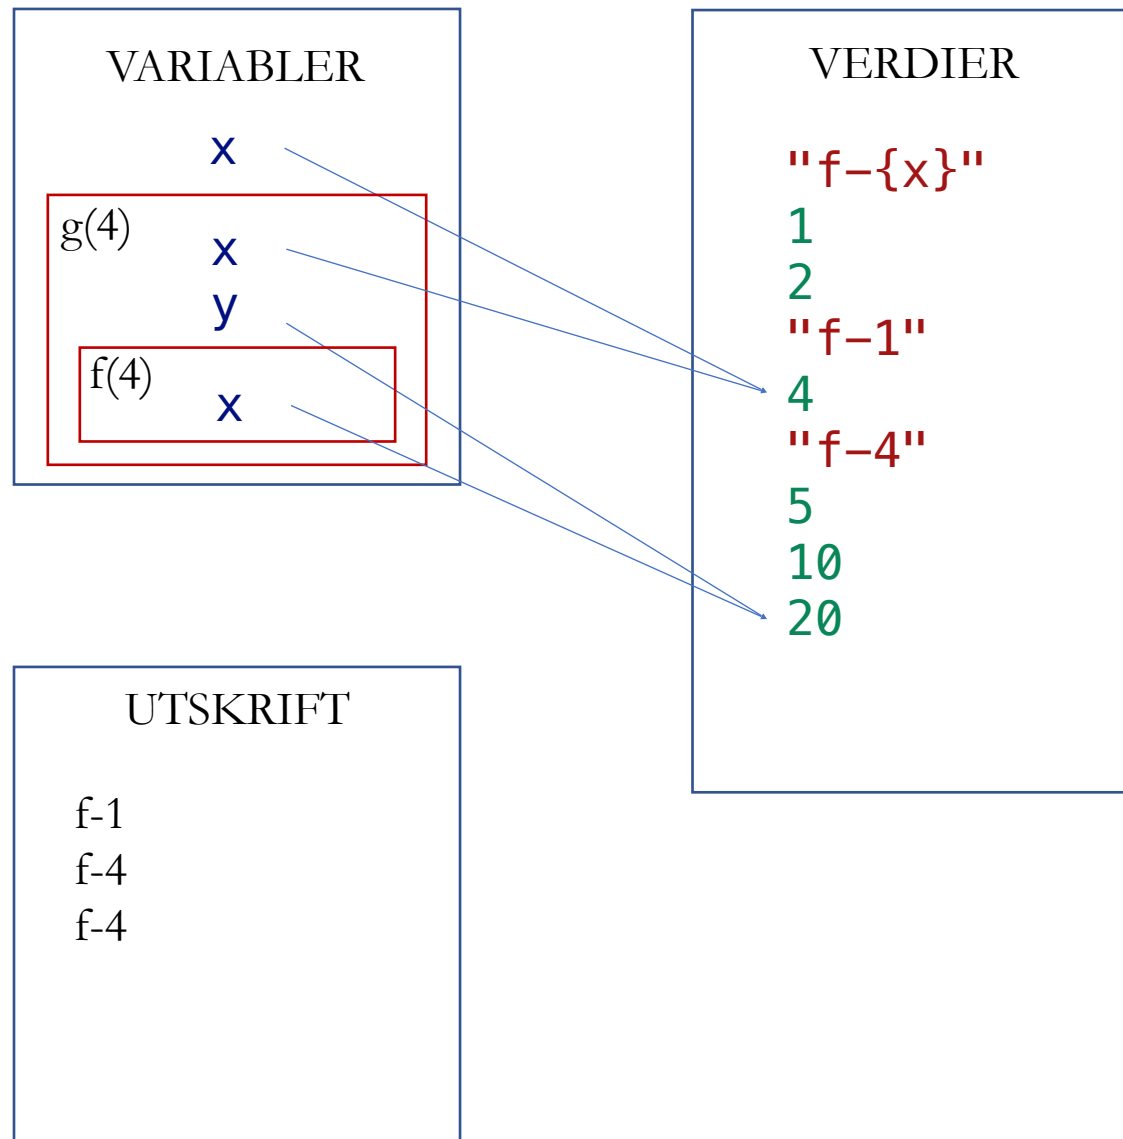 VARIABLER
x
g(4)
x
y
f(4)
x
VERDIER
"f–{x}"
1
2
"f–1"
4
"f–4"
5
10
20
UTSKRIFT
f-1
f-4
f-4